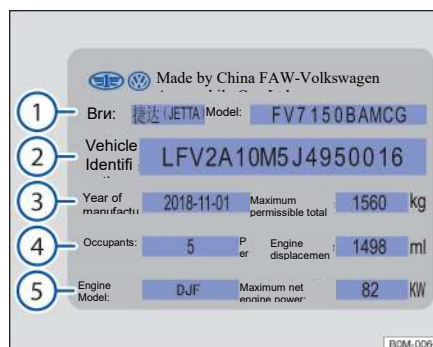 Made by China FAW-Volkswagen
1 Вги: 捷达(JETTA Model: FV7150BAMCG
Vehicle
2 Identifi LFV2A10M5J4950016
Year of Maximum
3 manufactu 2018-11-01 permissible total 1560 kg
4 Occupants: 5 P Engine 1498 ml
er displacemen
Engine Maximum net
5 Model: DJF engine power: 82 KW
B0M-006